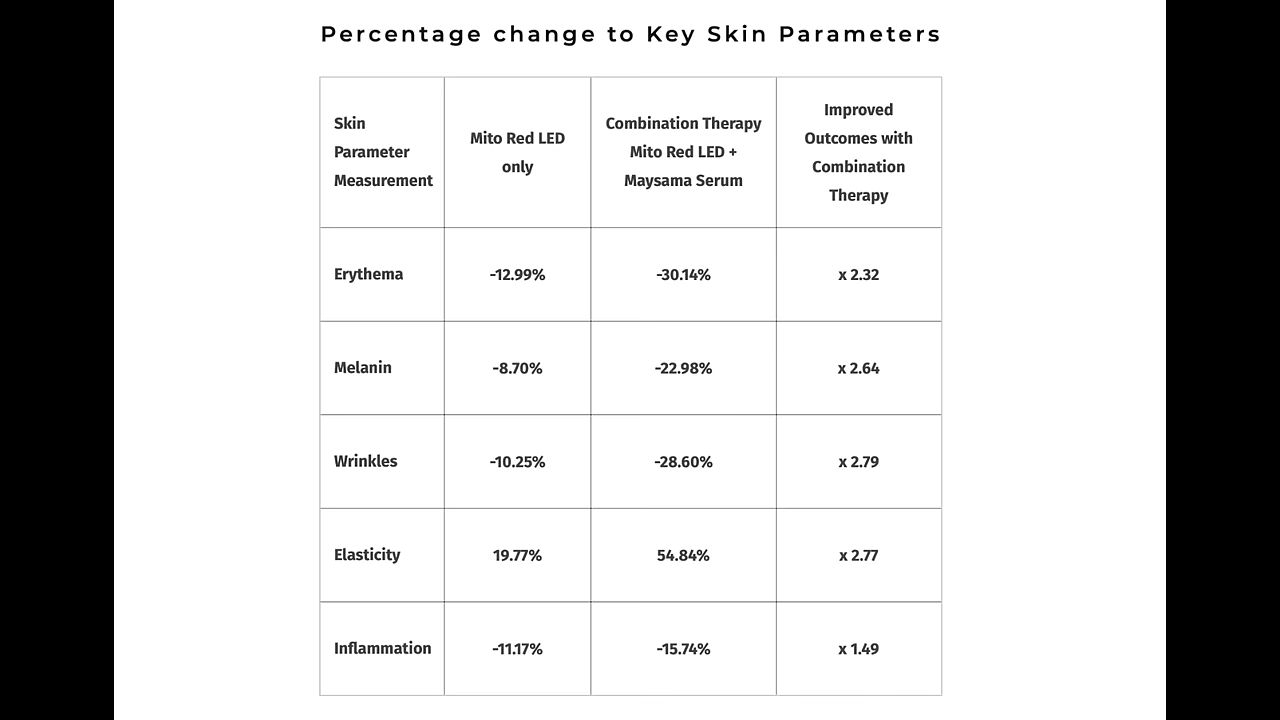 Percentage change to Key Skin Parameters
Skin
Parameter
Measurement
Mito Red LED
only
Combination Therapy
Mito Red LED +
Maysama Serum
Improved
Outcomes with
Combination
Therapy
Erythema
-12.99%
-30.14%
x 2.32
Melanin
-8.70%
-22.98%
x 2.64
Wrinkles
-10.25%
-28.60%
x 2.79
Elasticity
19.77%
54.84%
x 2.77
Inflammation
-11.17%
-15.74%
x 1.49